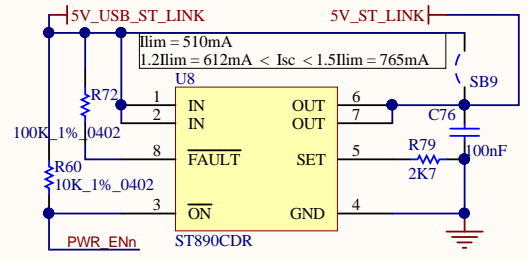 5V_USB_ST_LINK
5V_ST_LINK
Ilim = 510mA
1.2Ilim = 612mA < Isc < 1.5Ilim = 765mA
U8
SB9
R72
100K_1%_0402
1 IN
2 IN
OUT 6
OUT 7
C76
100nF
8 FAULT
SET 5
R79
2K7
R60
10K_1%_0402
3 ON
GND 4
PWR_ENn
ST890CDR